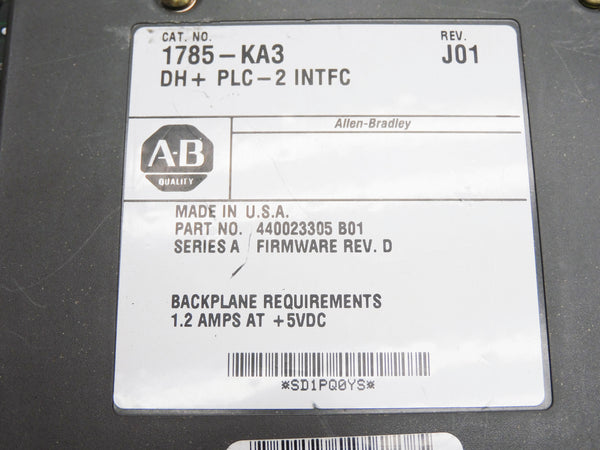 CAT. NO. REV.
1785-KA3 J01
DH+ PLC-2 INTFC
Allen-Bradley
A-B
QUALITY
MADE IN U.S.A.
PART NO. 440023305 B01
SERIES A FIRMWARE REV. D
BACKPLANE REQUIREMENTS
1.2 AMPS AT +5VDC
*SD1PQ0YS*